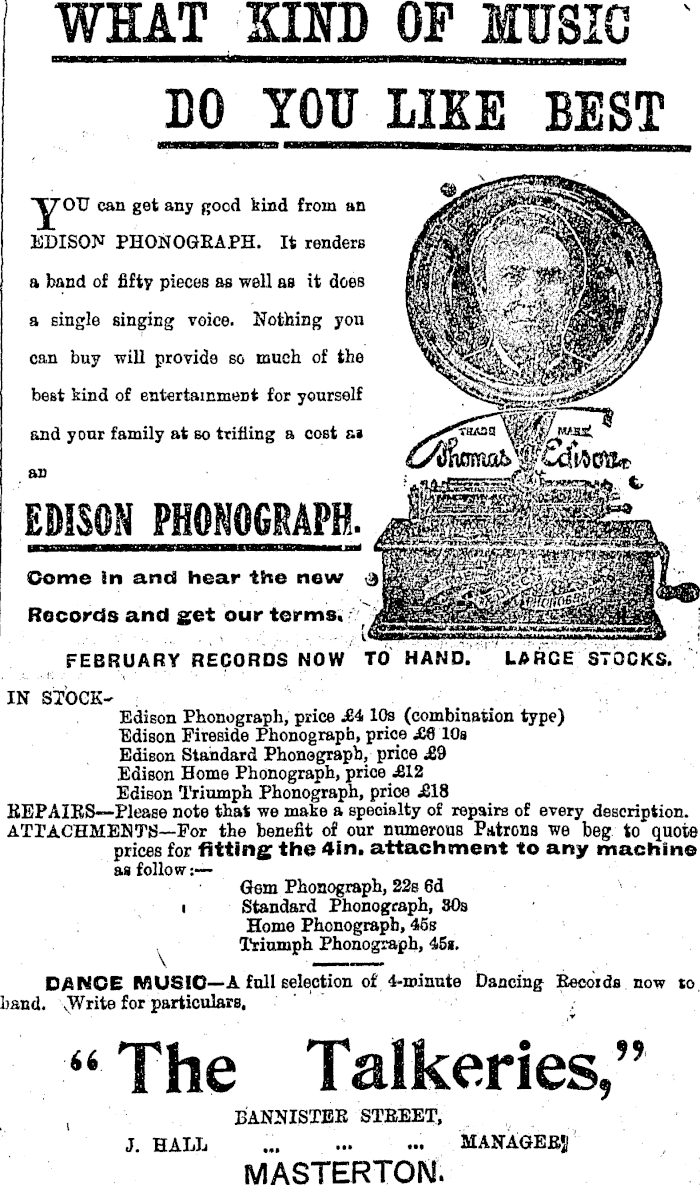 WHAT KIND OF MUSIC
DO YOU LIKE BEST
YOU can get any good kind from an
EDISON PHONOGRAPH. It renders
a band of fifty pieces as well as it does
a single singing voice. Nothing you
can buy will provide so much of the
best kind of entertainment for yourself
and your family at so trifling a cost as
an
EDISON PHONOGRAPH.
Come in and hear the new
Records and get our terms.
TRADE MARK
Thomas Edison
EDISON
PHONOGRAPH
FEBRUARY RECORDS NOW TO HAND. LARGE STOCKS.
IN STOCK-
Edison Phonograph, price £4 10s (combination type)
Edison Fireside Phonograph, price £6 10s
Edison Standard Phonograph, price £9
Edison Home Phonograph, price £12
Edison Triumph Phonograph, price £18
REPAIRS—Please note that we make a specialty of repairs of every description.
ATTACHMENTS—For the benefit of our numerous Patrons we beg to quote
prices for fitting the 4in. attachment to any machine
as follow:—
Gem Phonograph, 22s 6d
Standard Phonograph, 30s
Home Phonograph, 45s
Triumph Phonograph, 45s.
DANCE MUSIC—A full selection of 4-minute Dancing Records now to
hand. Write for particulars.
“The Talkeries,”
BANNISTER STREET,
J. HALL ... ... ... MANAGER
MASTERTON.